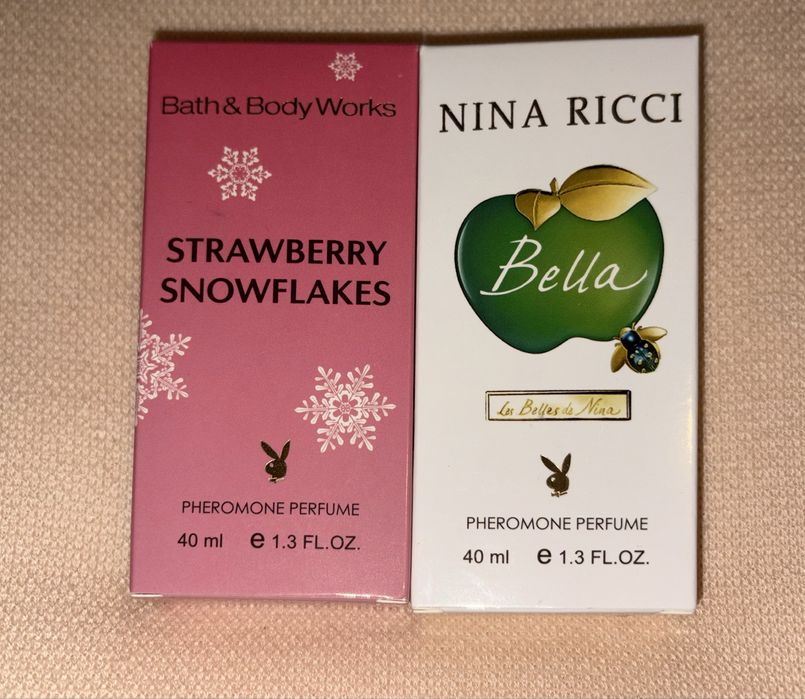 Bath & Body Works
STRAWBERRY
SNOWFLAKES
PHEROMONE PERFUME
40 ml e 1.3 FL.OZ.
NINA RICCI
Bella
Les Belles de Nina
PHEROMONE PERFUME
40 ml e 1.3 FL.OZ.